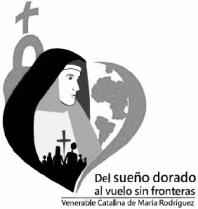 Del sueño dorado
al vuelo sin fronteras
Venerable Catalina de María Rodríguez